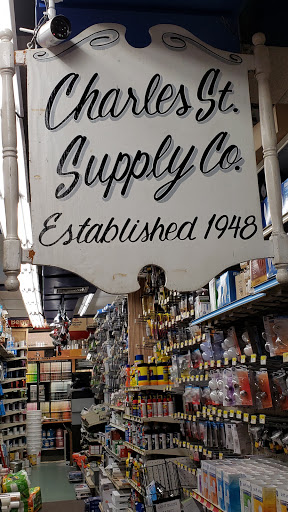 Charles St.
Supply Co.
Established 1948